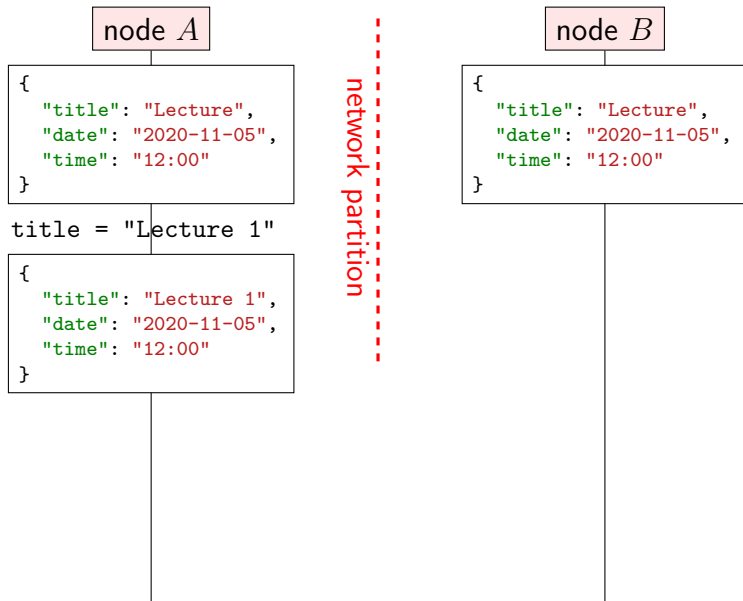 node A
{
  "title": "Lecture",
  "date": "2020-11-05",
  "time": "12:00"
}
title = "Lecture 1"
{
  "title": "Lecture 1",
  "date": "2020-11-05",
  "time": "12:00"
}
network partition
node B
{
  "title": "Lecture",
  "date": "2020-11-05",
  "time": "12:00"
}